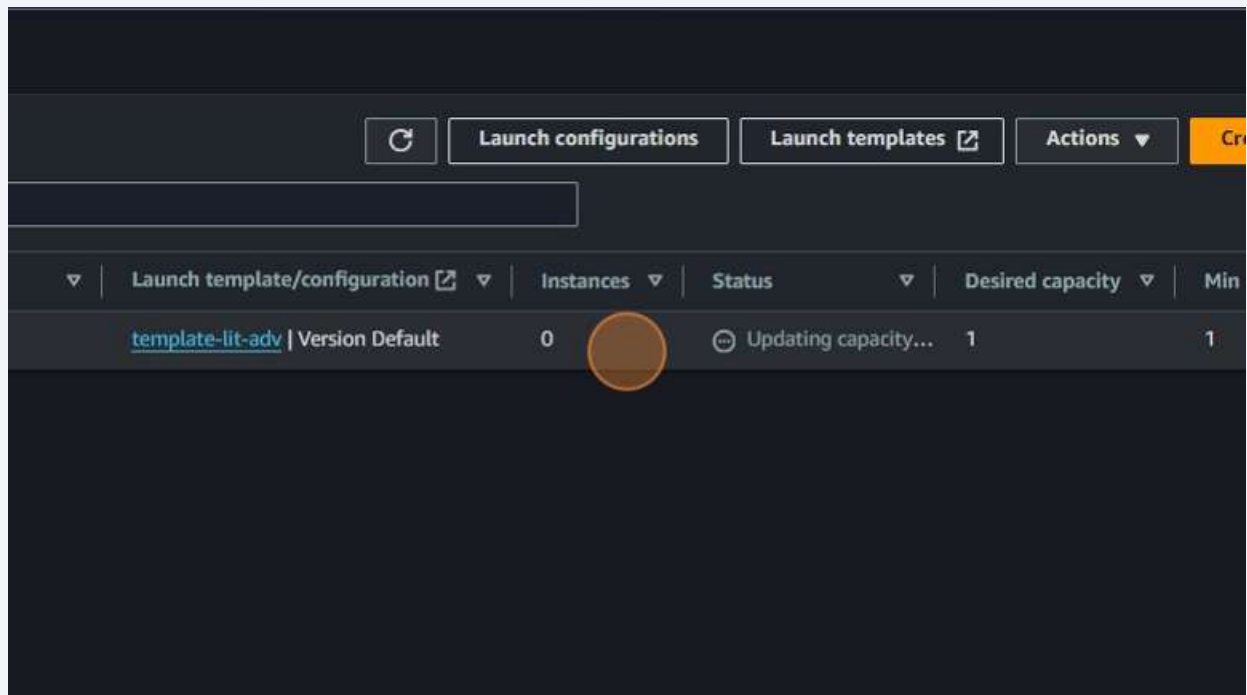 Launch configurations Launch templates Actions Cre
Launch template/configuration Instances Status Desired capacity Min
template-lit-adv | Version Default 0 Updating capacity... 1 1